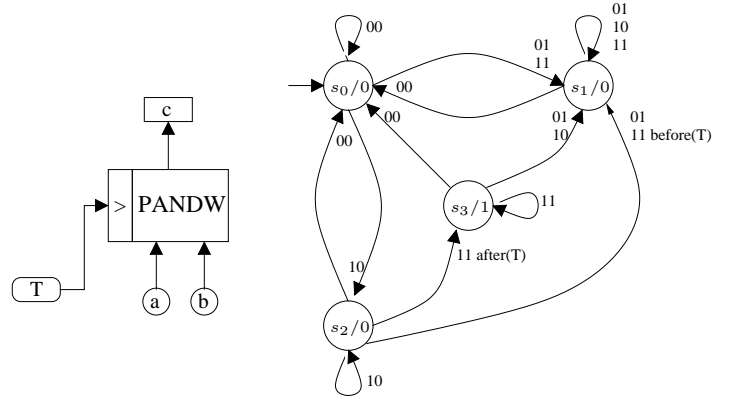 c
> PANDW
T
a
b
00
s0/0
01
11
01
10
11
s1/0
00
00
00
01
10
01
11 before(T)
s3/1
11
10
11 after(T)
s2/0
10